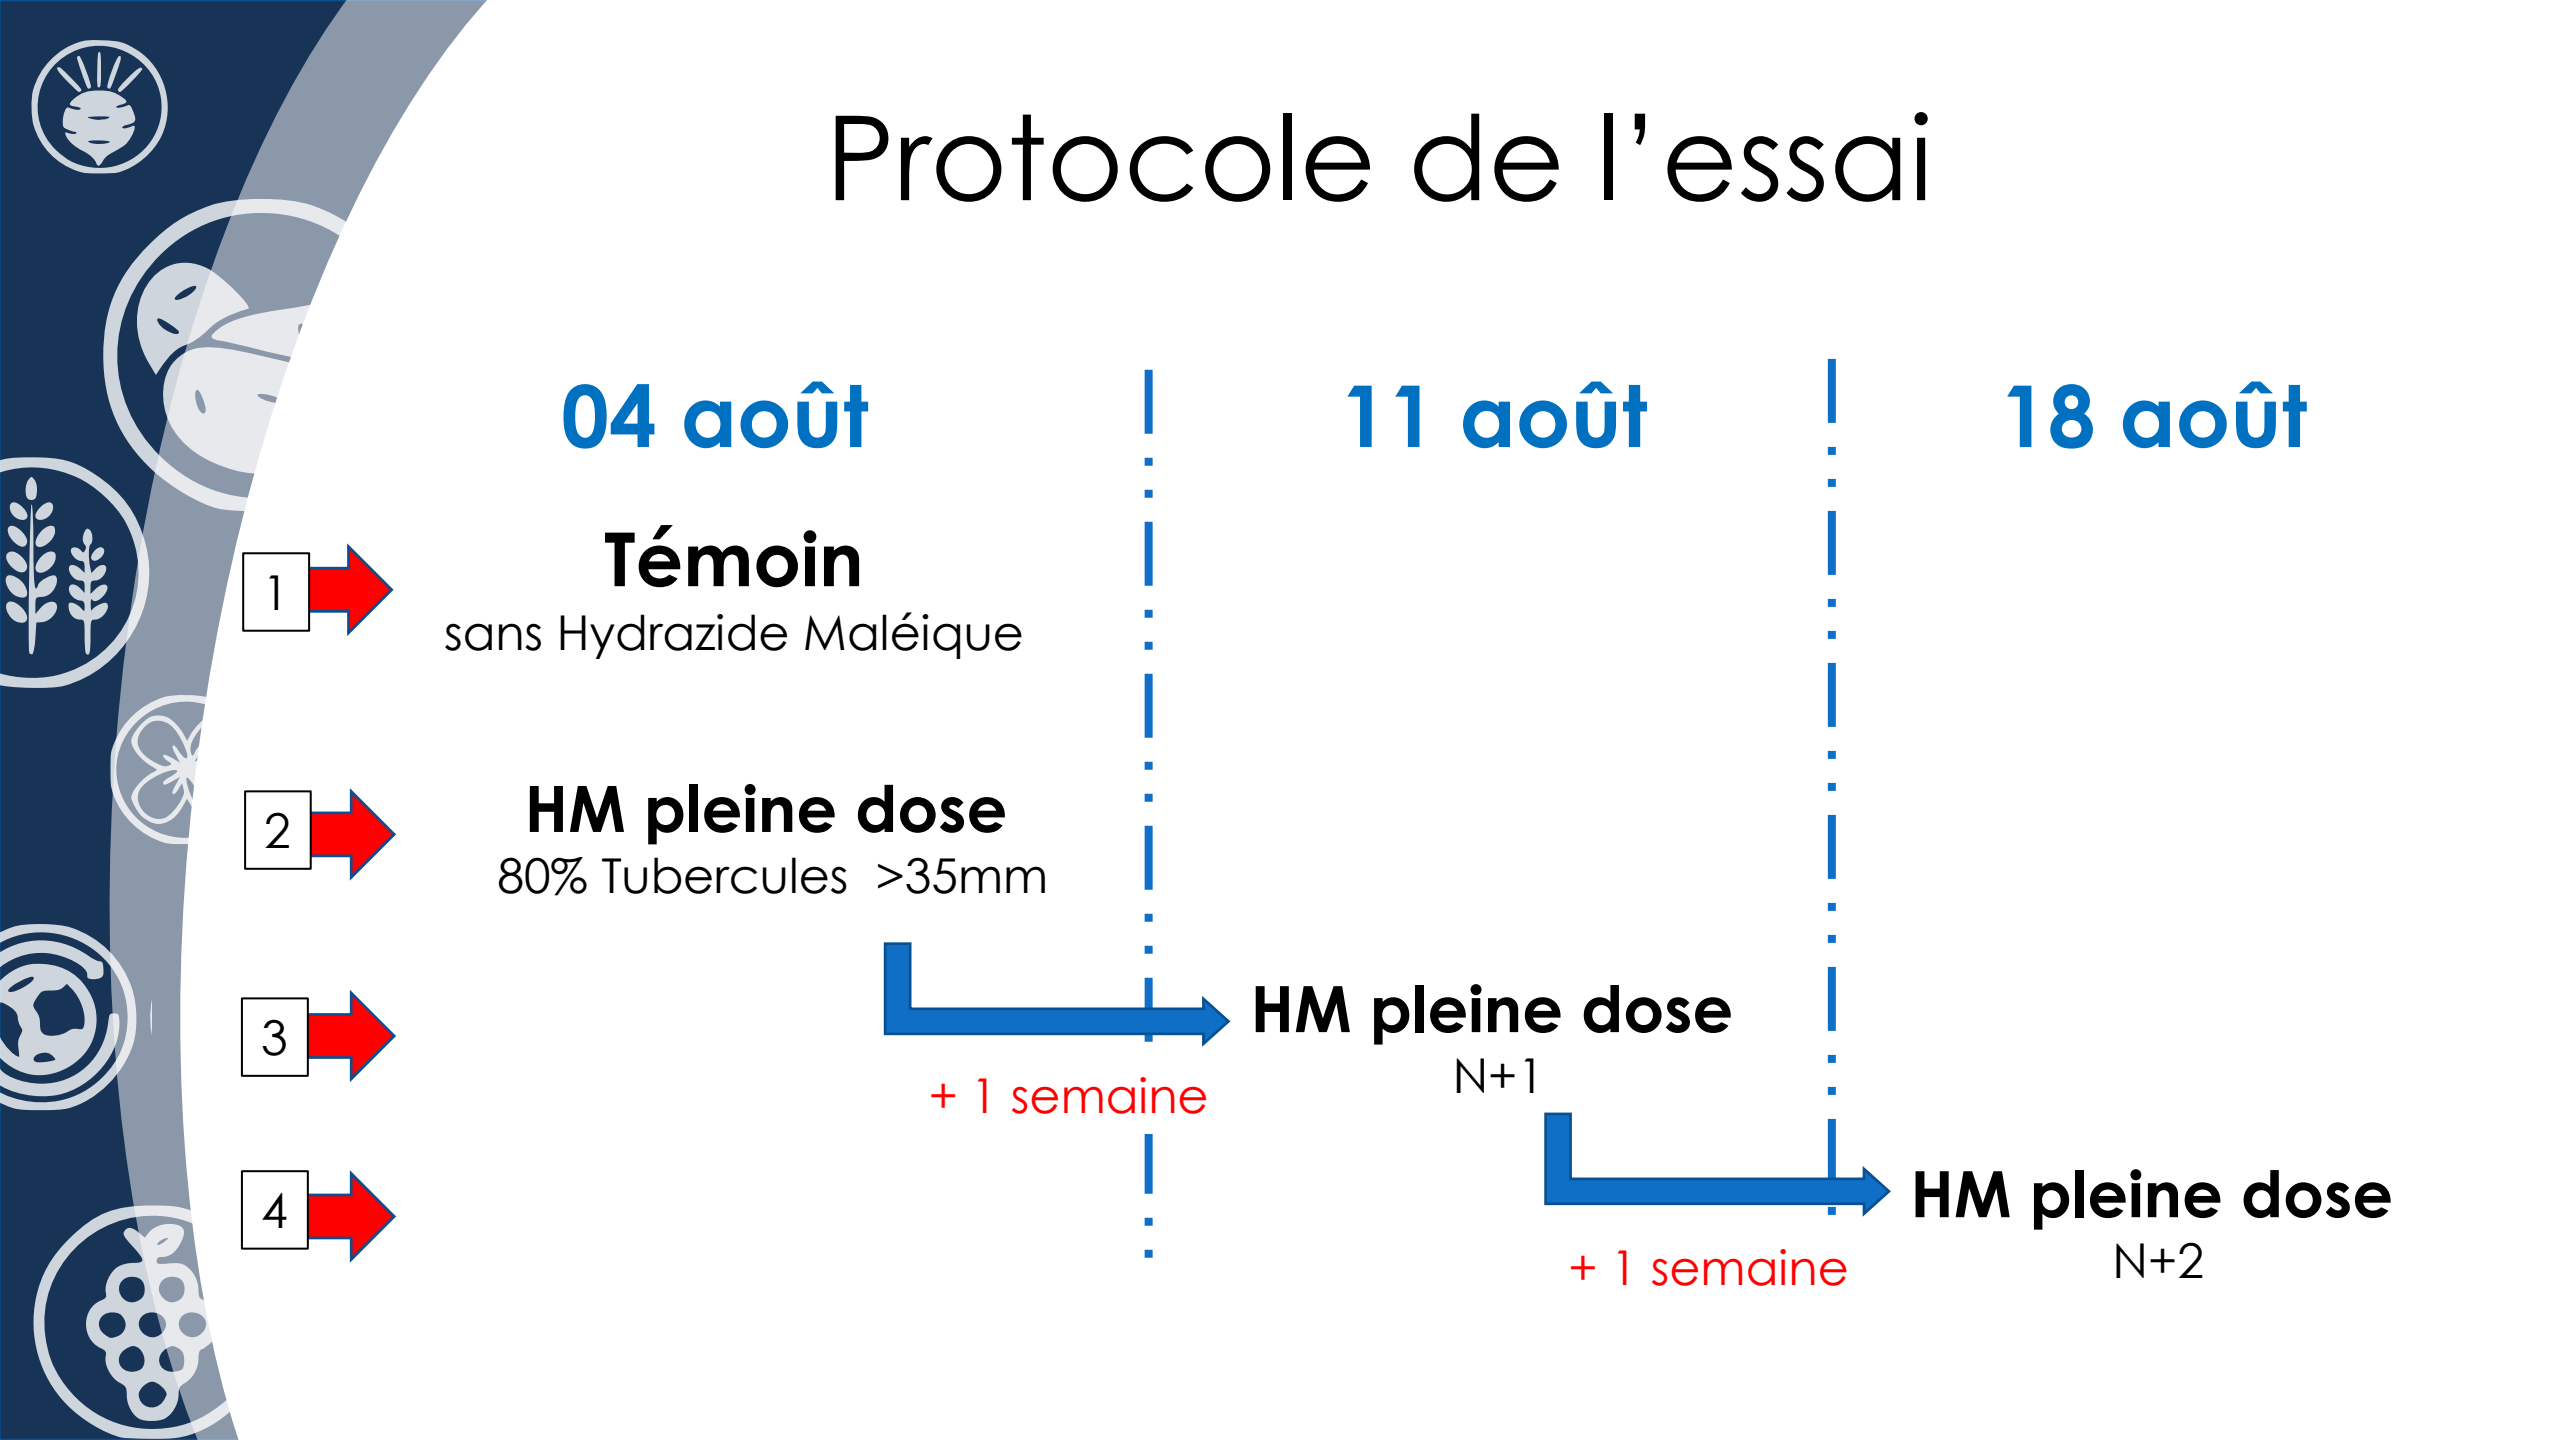 Protocole de l’essai
04 août
11 août
18 août
1
Témoin
sans Hydrazide Maléique
2
HM pleine dose
80% Tubercules  >35mm
3
+ 1 semaine
HM pleine dose
N+1
4
+ 1 semaine
HM pleine dose
N+2